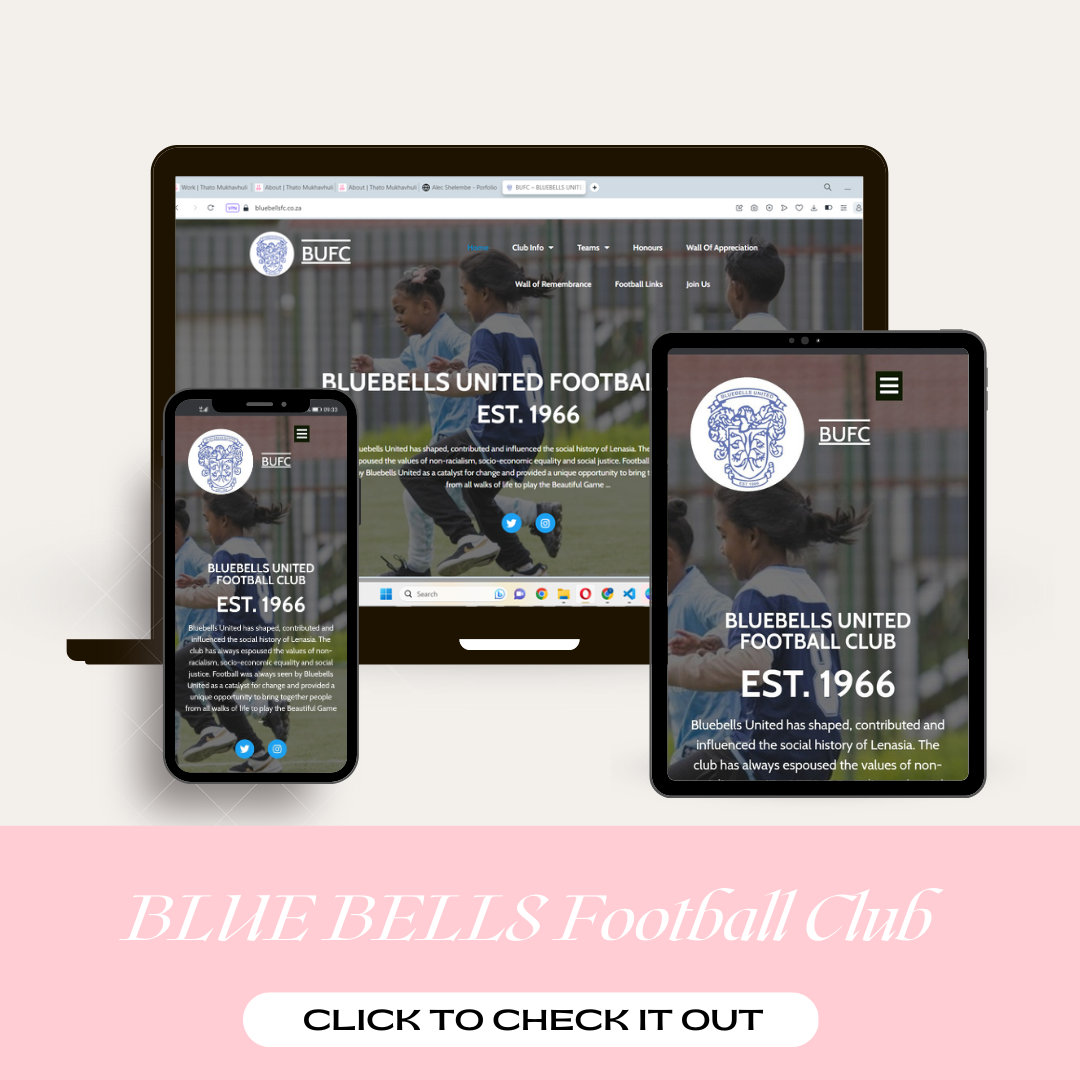 Work | Thato Mukhavhuli
About | Thato Mukhavhuli
About | Thato Mukhavhuli
Alec Shelembe - Porfolio
BUFC – BLUEBELLS UNIT
VPN
bluebellsfc.co.za
BUFC
Home
Club Info
Teams
Honours
Wall Of Appreciation
Wall of Remembrance
Football Links
Join Us
BLUEBELLS UNITED FOOTBAL
EST. 1966
uebells United has shaped, contributed and influenced the social history of Lenasia. The
poused the values of non-racialism, socio-economic equality and social justice. Football
y Bluebells United as a catalyst for change and provided a unique opportunity to bring t
from all walks of life to play the Beautiful Game ...
Search
09:33
BUFC
BLUEBELLS UNITED
FOOTBALL CLUB
EST. 1966
Bluebells United has shaped, contributed and
influenced the social history of Lenasia. The
club has always espoused the values of non-
racialism, socio-economic equality and social
justice. Football was always seen by Bluebells
United as a catalyst for change and provided a
unique opportunity to bring together people
from all walks of life to play the Beautiful Game
BLUEBELLS UNITED
EST. 1966
BUFC
BLUEBELLS UNITED
FOOTBALL CLUB
EST. 1966
Bluebells United has shaped, contributed and
influenced the social history of Lenasia. The
club has always espoused the values of non-
BLUE BELLS Football Club
CLICK TO CHECK IT OUT